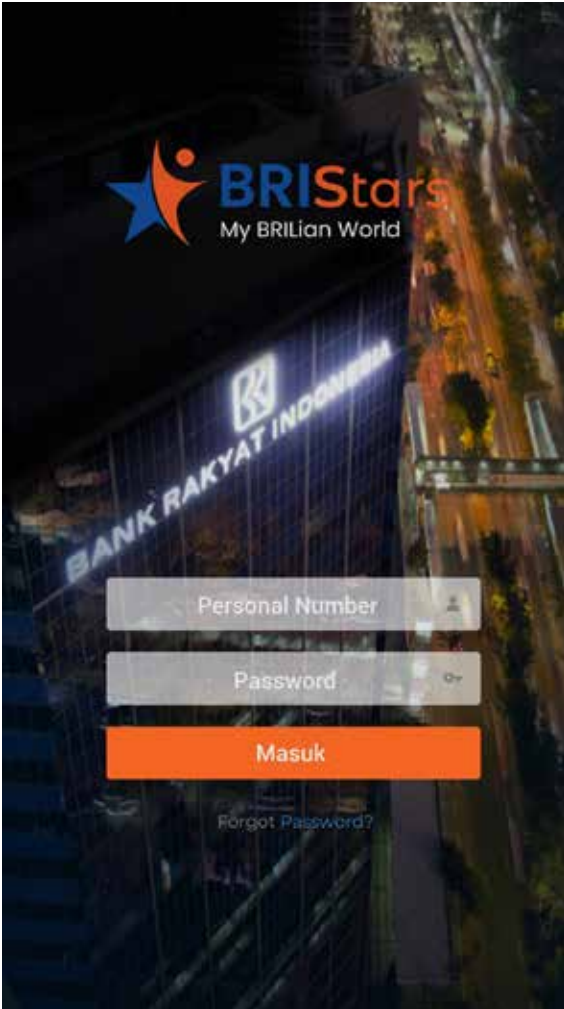 BRIStars
My BRILian World
BANK RAKYAT INDONESIA
Personal Number
Password
Masuk
Forgot Password?